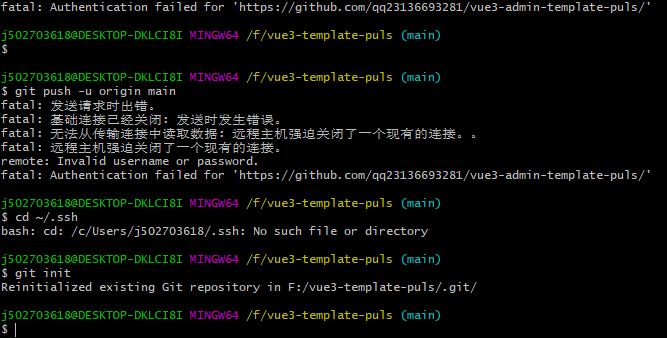 fatal: Authentication failed for 'https://github.com/qq23136693281/vue3-admin-template-puls/'
j502703618@DESKTOP-DKLCI8I MINGW64 /f/vue3-template-puls (main)
$
j502703618@DESKTOP-DKLCI8I MINGW64 /f/vue3-template-puls (main)
$ git push -u origin main
fatal: 发送请求时出错。
fatal: 基础连接已经关闭: 发送时发生错误。
fatal: 无法从传输连接中读取数据: 远程主机强迫关闭了一个现有的连接。。
fatal: 远程主机强迫关闭了一个现有的连接。
remote: Invalid username or password.
fatal: Authentication failed for 'https://github.com/qq23136693281/vue3-admin-template-puls/'
j502703618@DESKTOP-DKLCI8I MINGW64 /f/vue3-template-puls (main)
$ cd ~/.ssh
bash: cd: /c/Users/j502703618/.ssh: No such file or directory
j502703618@DESKTOP-DKLCI8I MINGW64 /f/vue3-template-puls (main)
$ git init
Reinitialized existing Git repository in F:/vue3-template-puls/.git/
j502703618@DESKTOP-DKLCI8I MINGW64 /f/vue3-template-puls (main)
$